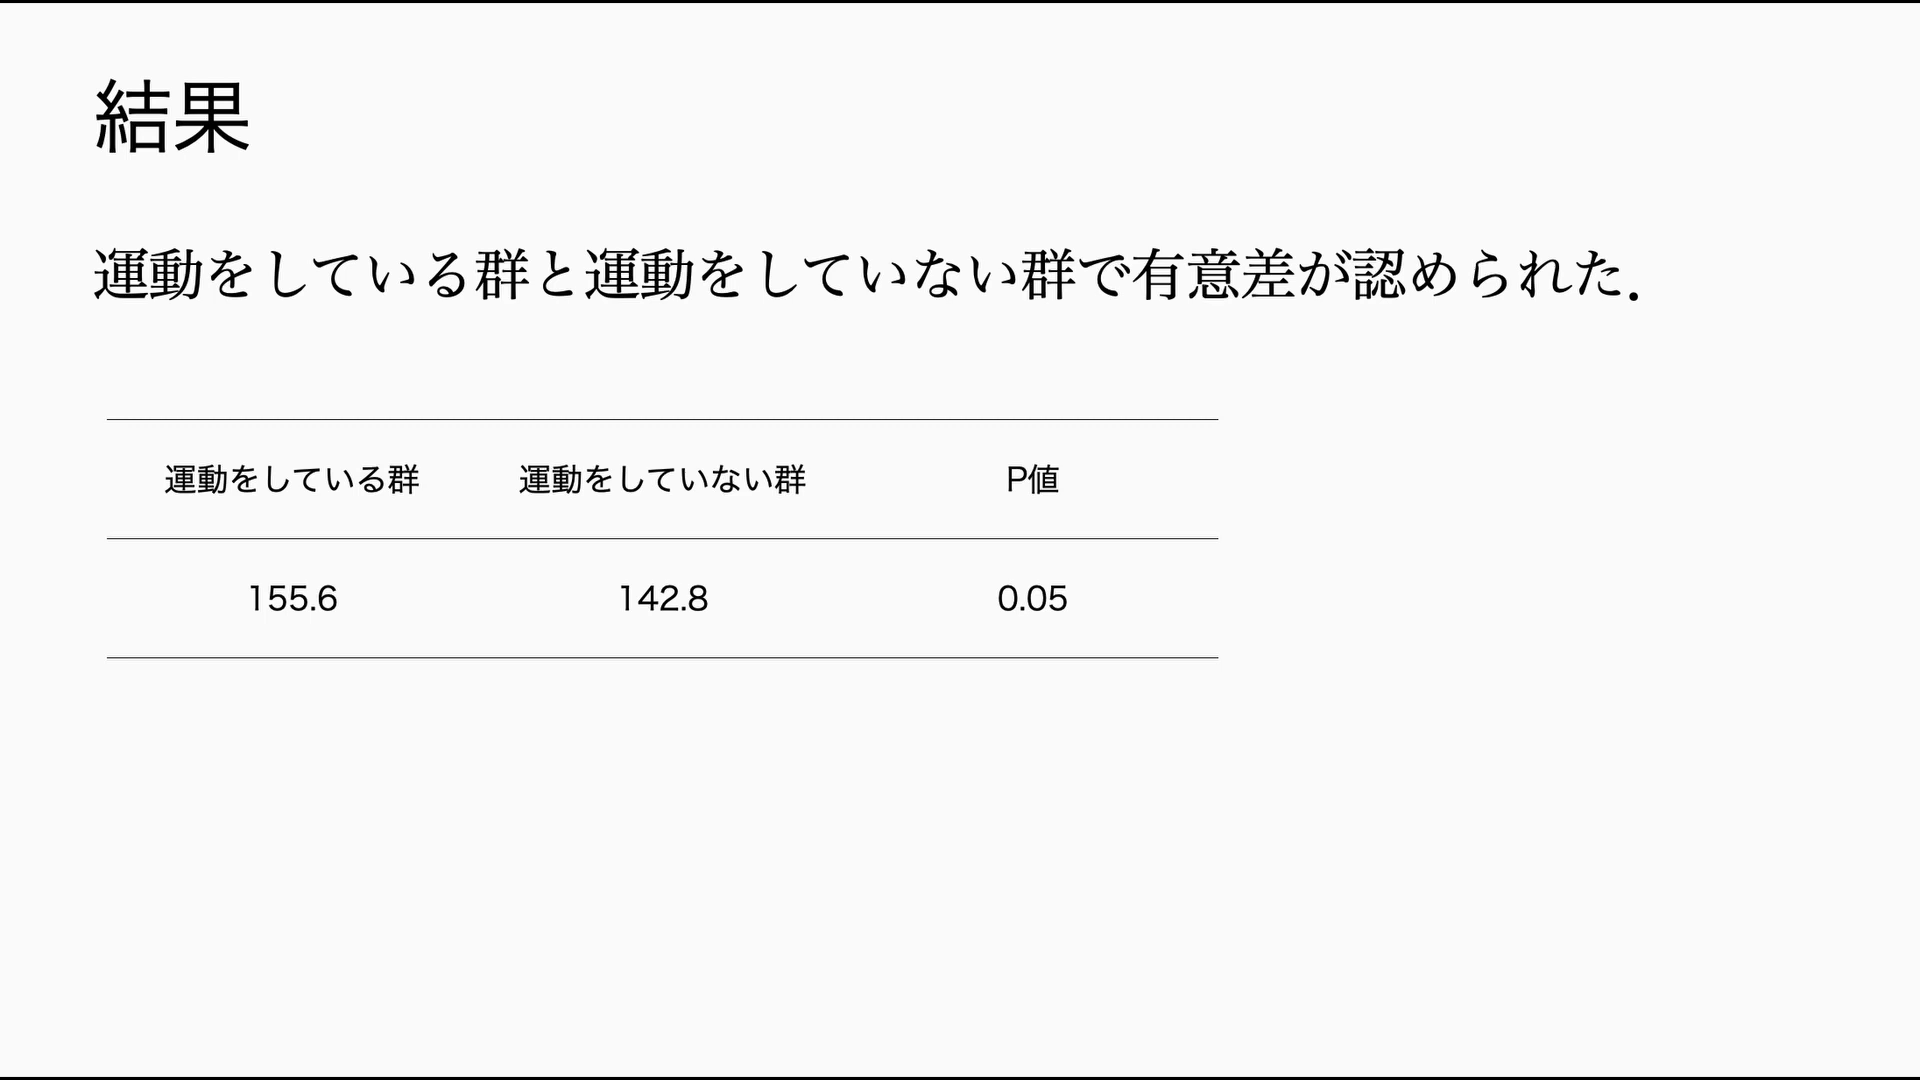 結果
運動をしている群と運動をしていない群で有意差が認められた．
運動をしている群 運動をしていない群 P値
155.6 142.8 0.05